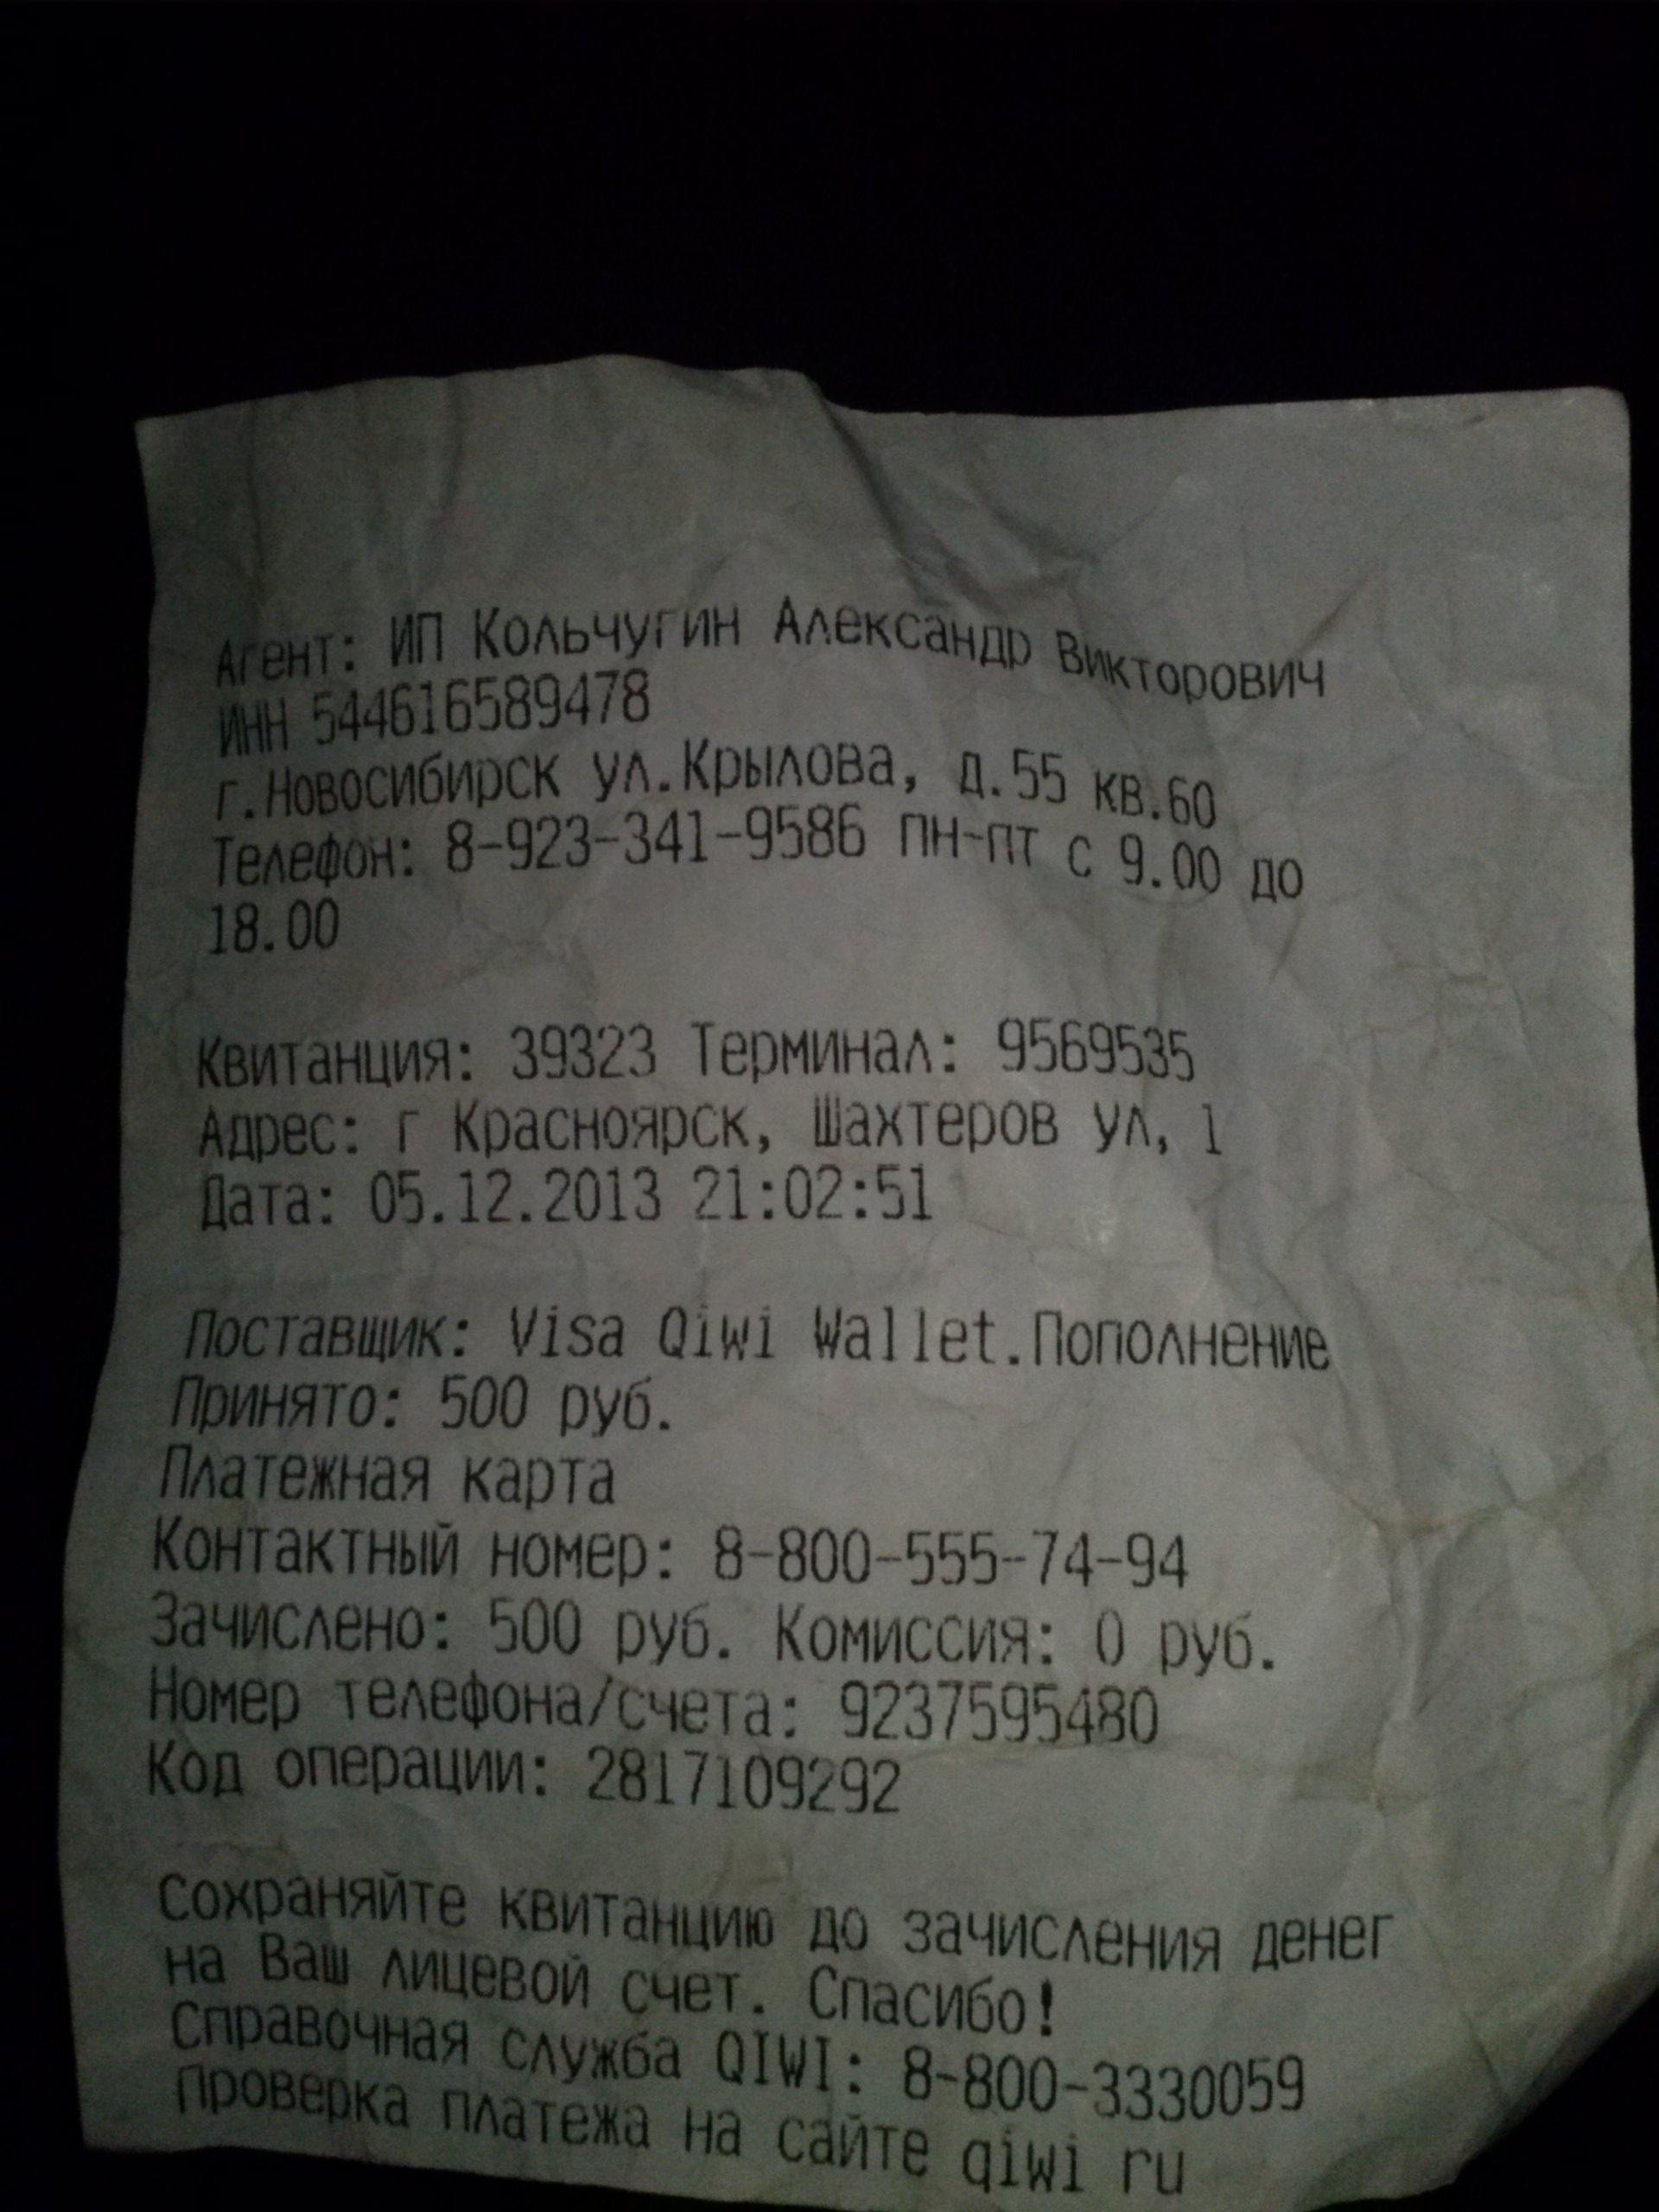 Агент: ИП Кольчугин Александр Викторович
ИНН 544616589478
г.Новосибирск ул.Крылова, д.55 кв.60
Телефон: 8-923-341-9586 пн-пт с 9.00 до
18.00
Квитанция: 39323 Терминал: 9569535
Адрес: г Красноярск, Шахтеров ул, 1
Дата: 05.12.2013 21:02:51
Поставщик: Visa Qiwi Wallet.Пополнение
Принято: 500 руб.
Платежная карта
Контактный номер: 8-800-555-74-94
Зачислено: 500 руб. Комиссия: 0 руб.
Номер телефона/счета: 9237595480
Код операции: 2817109292
Сохраняйте квитанцию до зачисления денег
на Ваш лицевой счет. Спасибо!
Справочная служба QIWI: 8-800-3330059
Проверка платежа на сайте qiwi ru